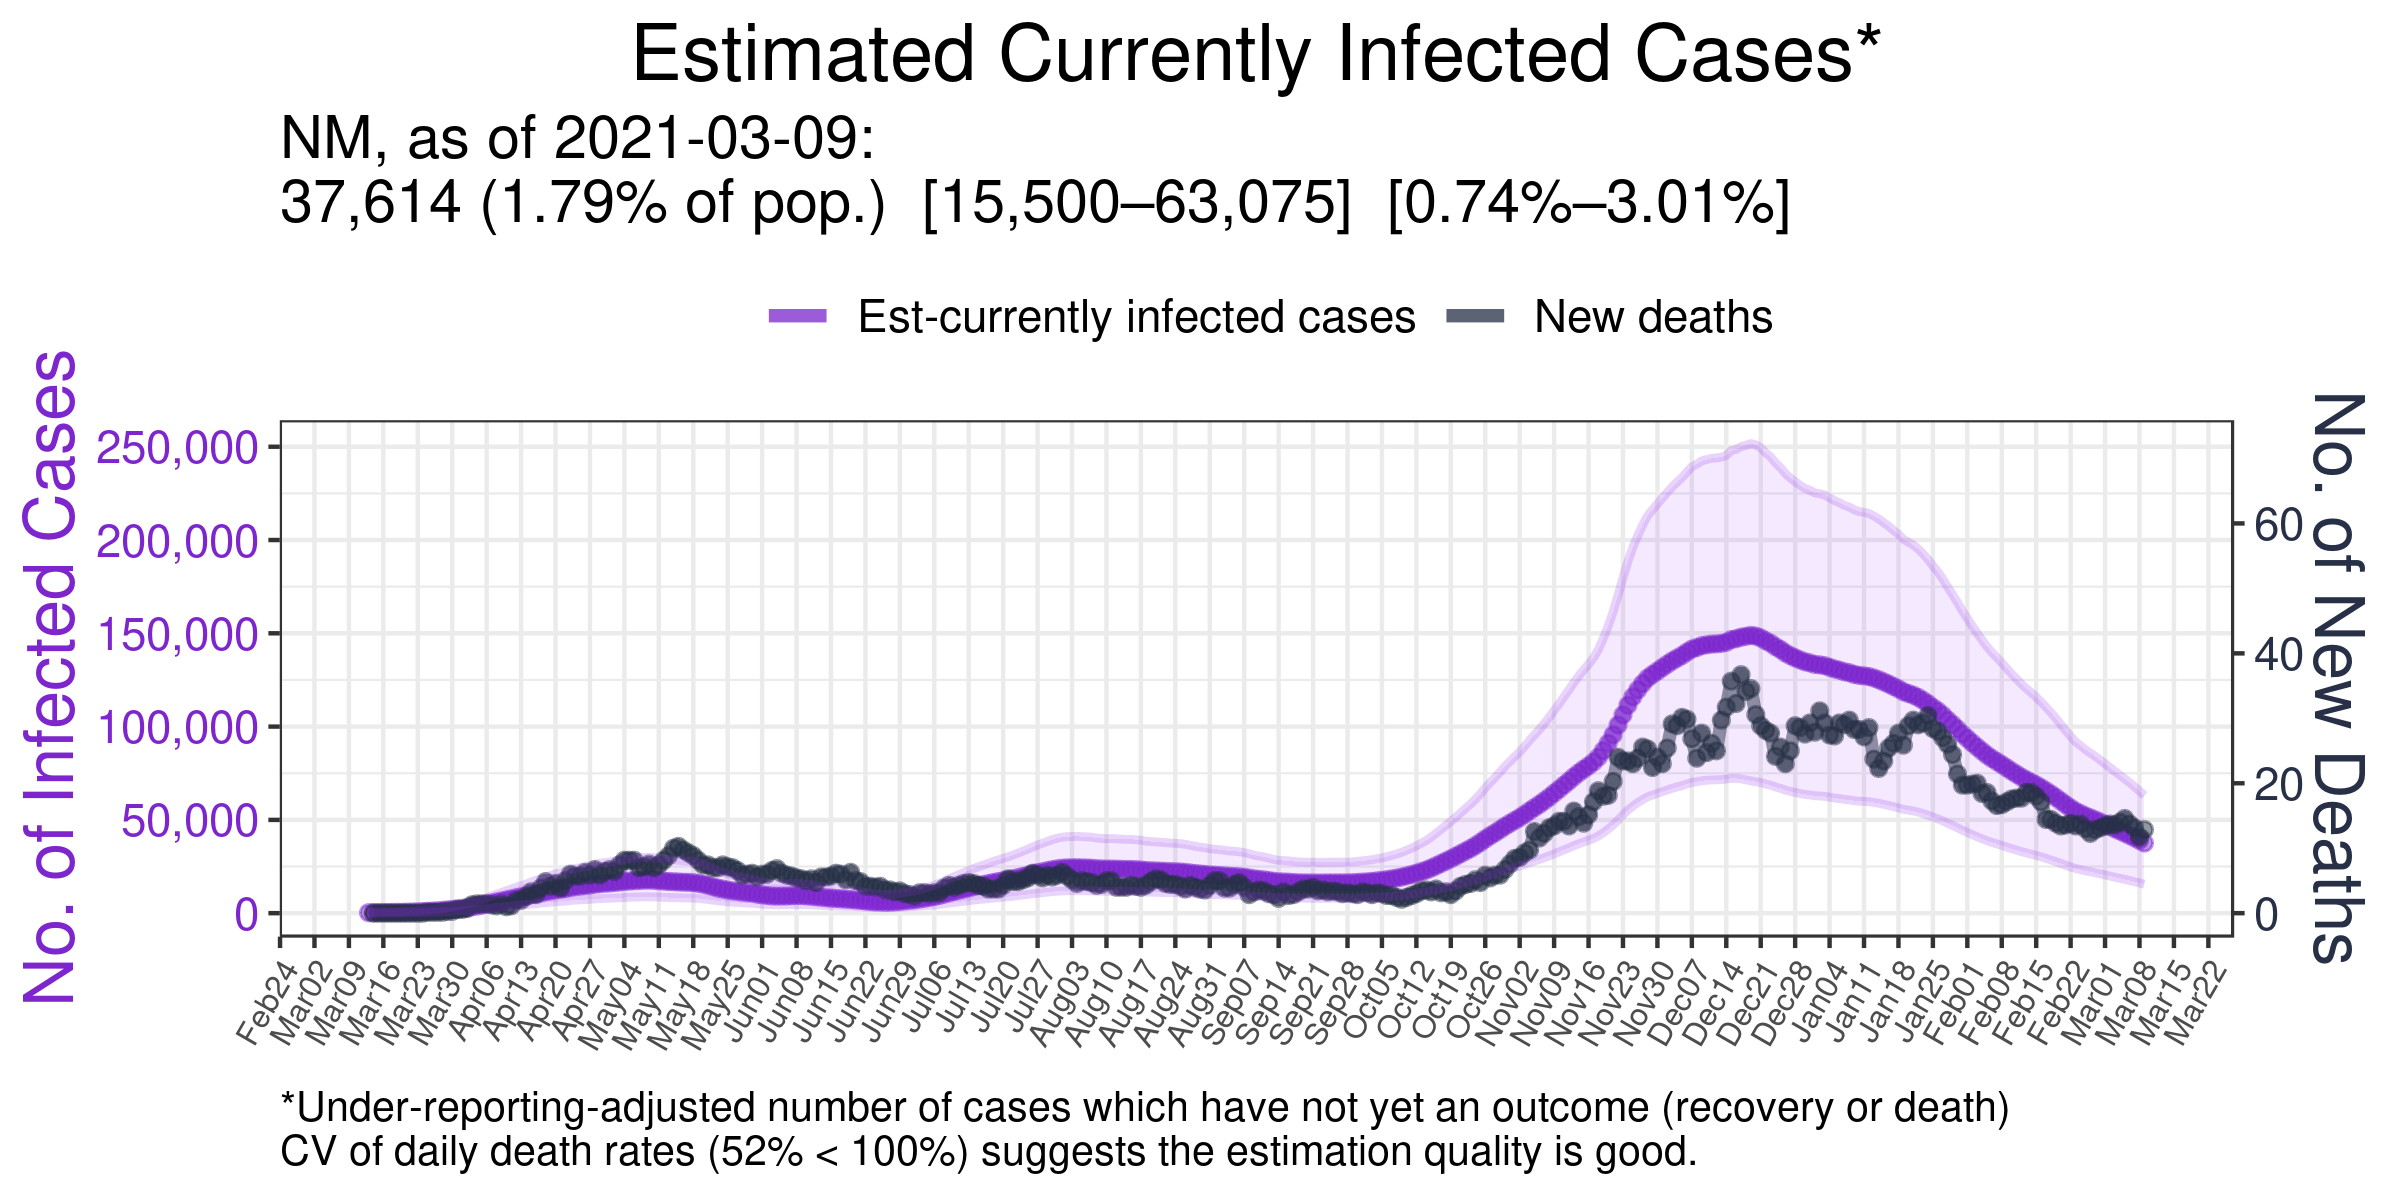 Estimated Currently Infected Cases*
NM, as of 2021-03-09:
37,614 (1.79% of pop.) [15,500–63,075] [0.74%–3.01%]
Est-currently infected cases
New deaths
No. of Infected Cases
250,000
200,000
150,000
100,000
50,000
0
60
40
20
0
No. of New Deaths
Feb24
Mar02
Mar09
Mar16
Mar23
Mar30
Apr06
Apr13
Apr20
Apr27
May04
May11
May18
May25
Jun01
Jun08
Jun15
Jun22
Jun29
Jul06
Jul13
Jul20
Jul27
Aug03
Aug10
Aug17
Aug24
Aug31
Sep07
Sep14
Sep21
Sep28
Oct05
Oct12
Oct19
Oct26
Nov02
Nov09
Nov16
Nov23
Nov30
Dec07
Dec14
Dec21
Dec28
Jan04
Jan11
Jan18
Jan25
Feb01
Feb08
Feb15
Feb22
Mar01
Mar08
Mar15
Mar22
*Under-reporting-adjusted number of cases which have not yet an outcome (recovery or death)
CV of daily death rates (52% < 100%) suggests the estimation quality is good.